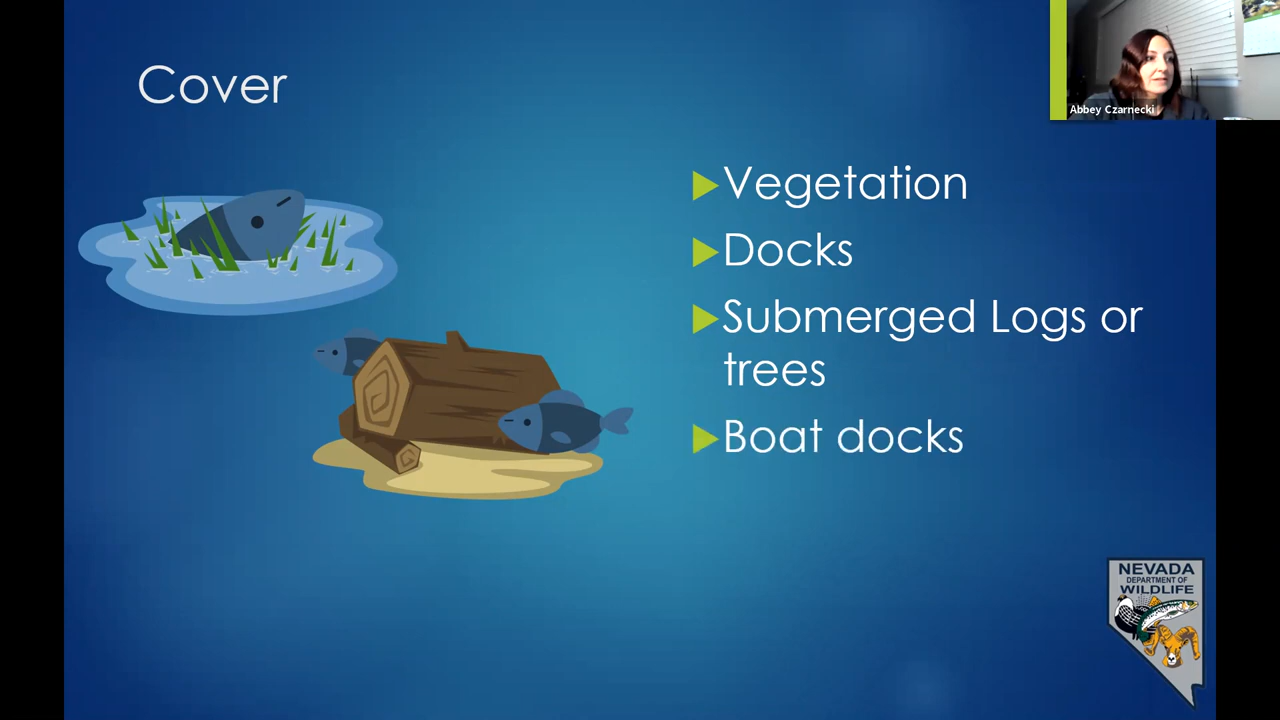 Cover
Abbey Czarnecki
Vegetation
Docks
Submerged Logs or
trees
Boat docks
NEVADA
DEPARTMENT OF
WILDLIFE